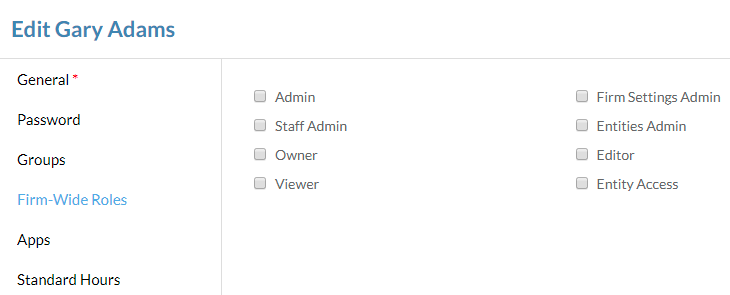 Edit Gary Adams
General *
Password
Groups
Firm-Wide Roles
Apps
Standard Hours
Admin
Firm Settings Admin
Staff Admin
Entities Admin
Owner
Editor
Viewer
Entity Access